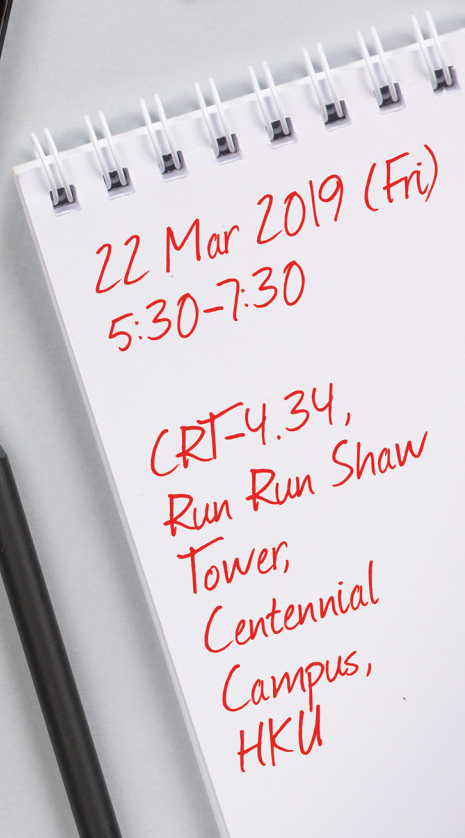 22 Mar 2019 (Fri)
5:30-7:30
CRT-4.34,
Run Run Shaw
Tower,
Centennial
Campus,
HKU